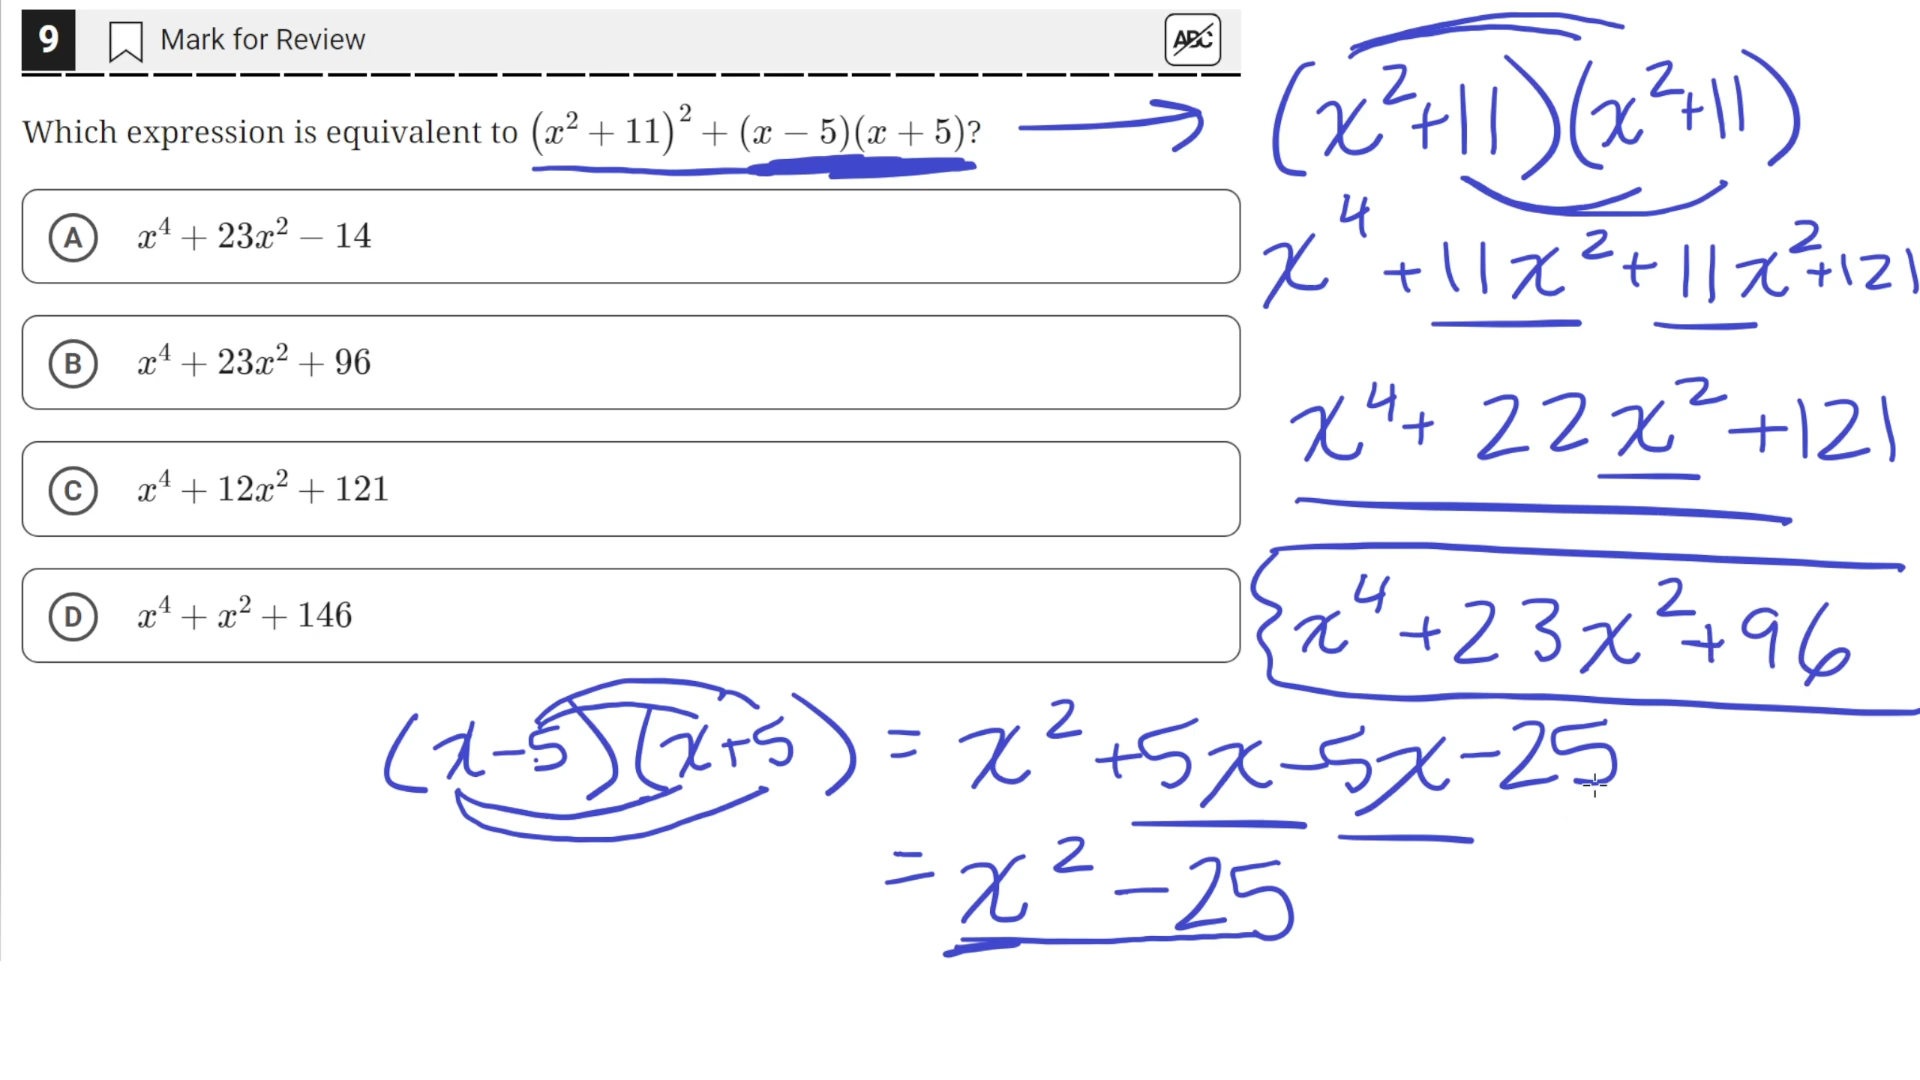 9 Mark for Review ABC
Which expression is equivalent to (x² + 11)² + (x − 5)(x + 5)?
A x⁴ + 23x² − 14
B x⁴ + 23x² + 96
C x⁴ + 12x² + 121
D x⁴ + x² + 146
(x²+11)(x²+11)
x⁴ +11x² + 11x² +121
x⁴ + 22x² +121
x⁴ +23x² +96
(x−5)(x+5) = x² +5x −5x −25
= x² −25